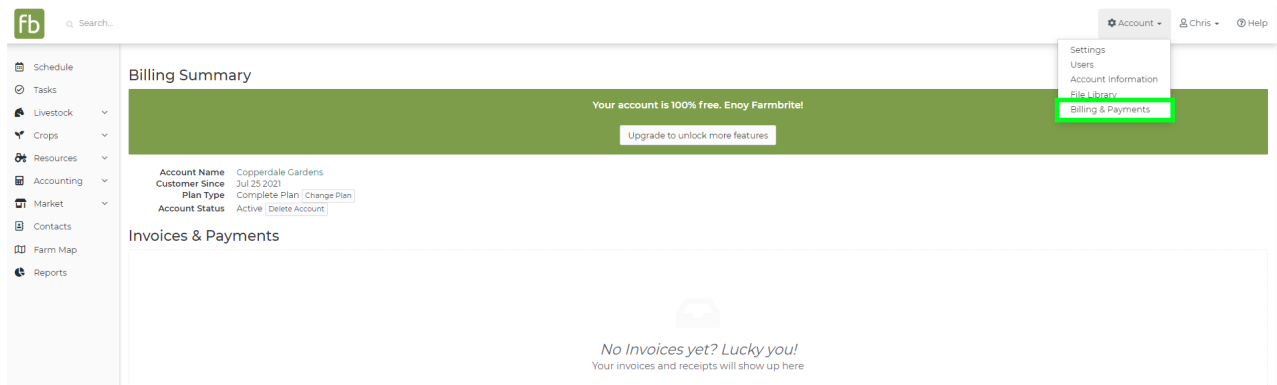 fb
Search...
Account
Chris
Help
Settings
Users
Account Information
File Library
Billing & Payments
Schedule
Tasks
Livestock
Crops
Resources
Accounting
Market
Contacts
Farm Map
Reports
Billing Summary
Your account is 100% free. Enoy Farmbrite!
Upgrade to unlock more features
Account Name Copperdale Gardens
Customer Since Jul 25 2021
Plan Type Complete Plan Change Plan
Account Status Active Delete Account
Invoices & Payments
No Invoices yet? Lucky you!
Your invoices and receipts will show up here